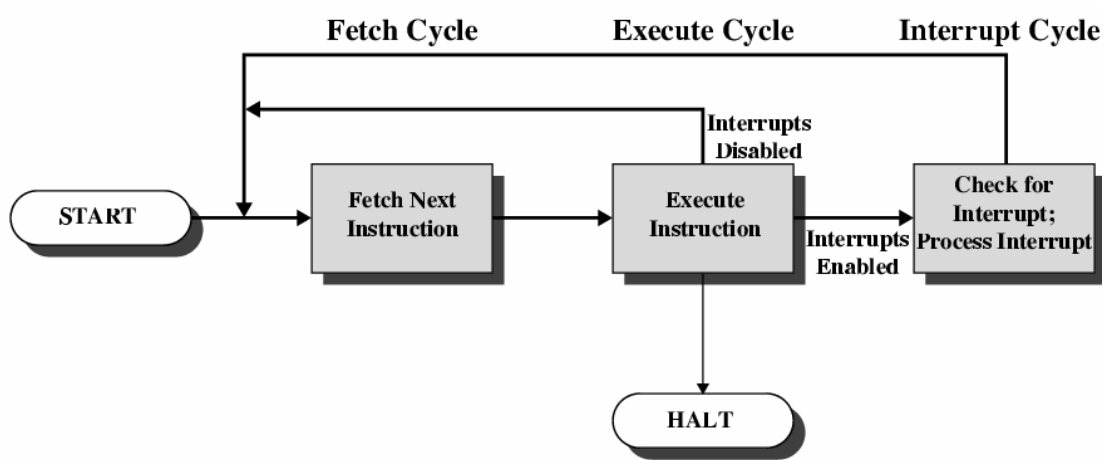 Fetch Cycle
Execute Cycle
Interrupt Cycle
Interrupts
Disabled
START
Fetch Next
Instruction
Execute
Instruction
Interrupts
Enabled
Check for
Interrupt;
Process Interrupt
HALT